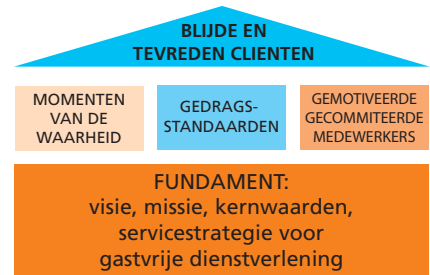 BLIJDE EN
TEVREDEN CLIENTEN
MOMENTEN
VAN DE
WAARHEID
GEDRAGS-
STANDAARDEN
GEMOTIVEERDE
GECOMMITEERDE
MEDEWERKERS
FUNDAMENT:
visie, missie, kernwaarden,
servicestrategie voor
gastvrije dienstverlening